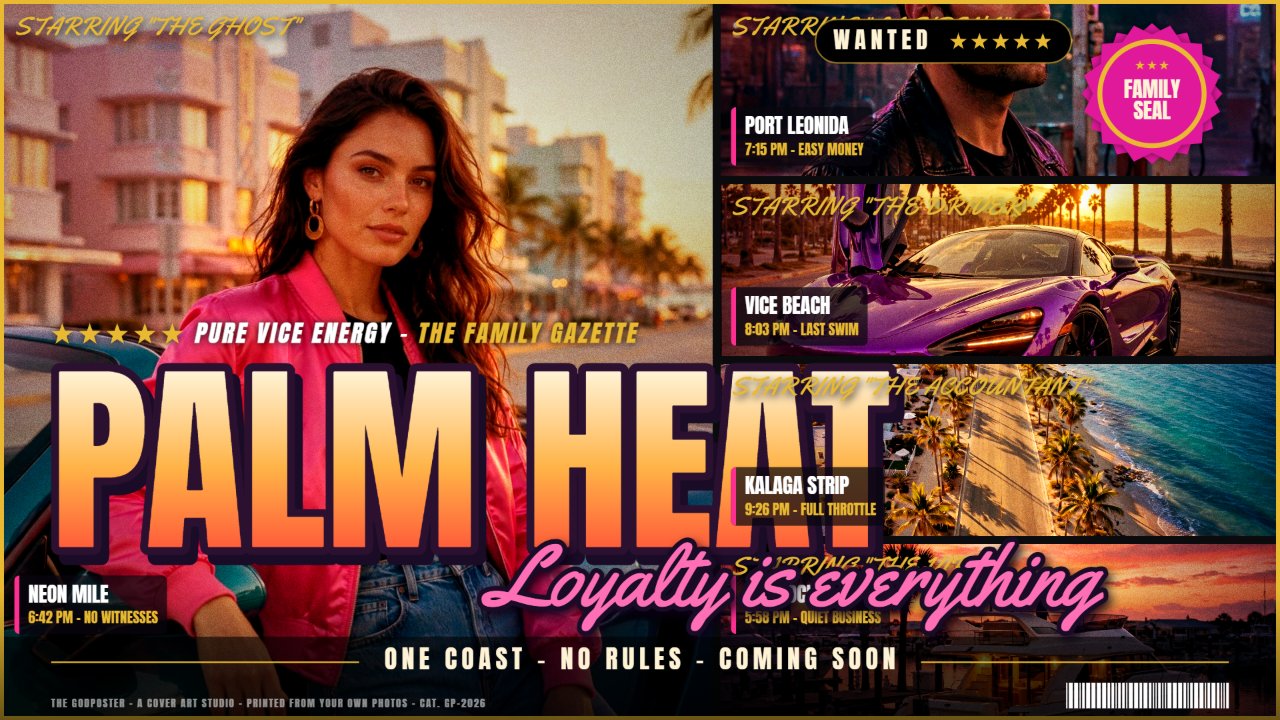 STARRING "THE GHOST"
WANTED ★★★★★
FAMILY
SEAL
PORT LEONIDA
7:15 PM - EASY MONEY
STARRING "THE DRIVER"
VICE BEACH
8:03 PM - LAST SWIM
★★★★★ PURE VICE ENERGY - THE FAMILY GAZETTE
PALM HEAT
STARRING "THE ACCOUNTANT"
KALAGA STRIP
9:26 PM - FULL THROTTLE
Loyalty is everything
NEON MILE
6:42 PM - NO WITNESSES
5:58 PM - QUIET BUSINESS
ONE COAST - NO RULES - COMING SOON
THE GODPOSTER - A COVER ART STUDIO - PRINTED FROM YOUR OWN PHOTOS - CAT. GP-2026